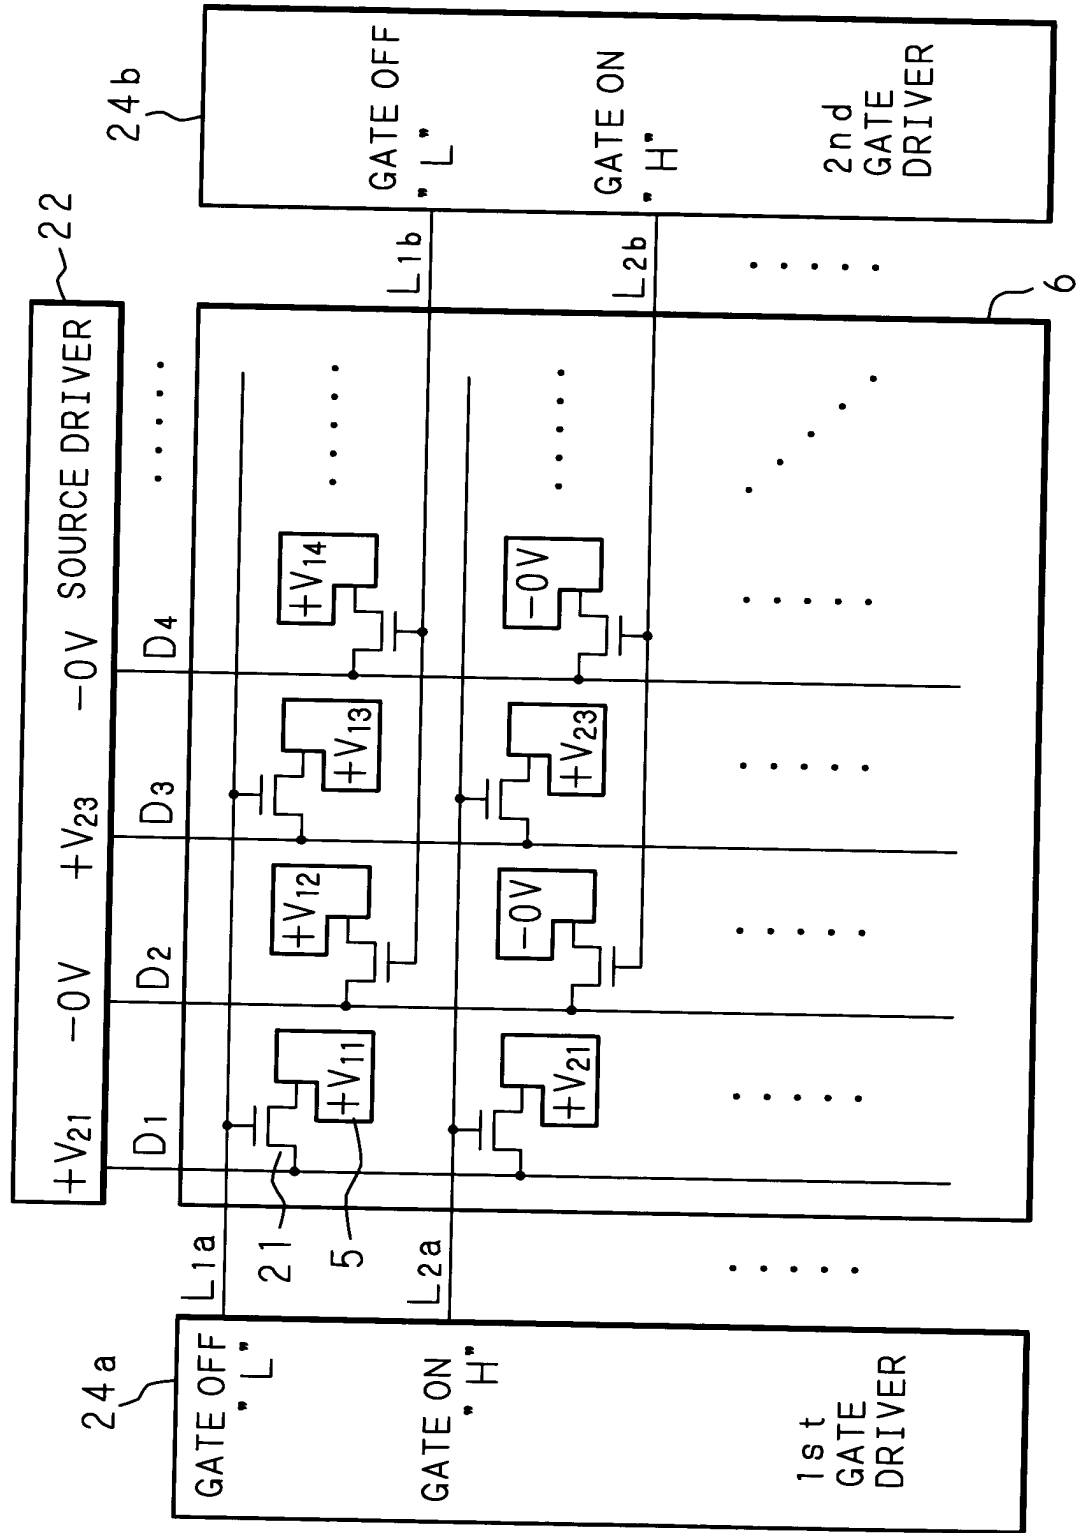 +V21 -0V +V23 -0V SOURCE DRIVER
22
D1 D2 D3 D4
24a
GATE OFF
"L"
GATE ON
"H"
1st
GATE
DRIVER
L1a
L2a
21
5
+V11 +V12 +V13 +V14
+V21 -0V +V23 -0V
6
L1b
L2b
24b
GATE OFF
"L"
GATE ON
"H"
2nd
GATE
DRIVER